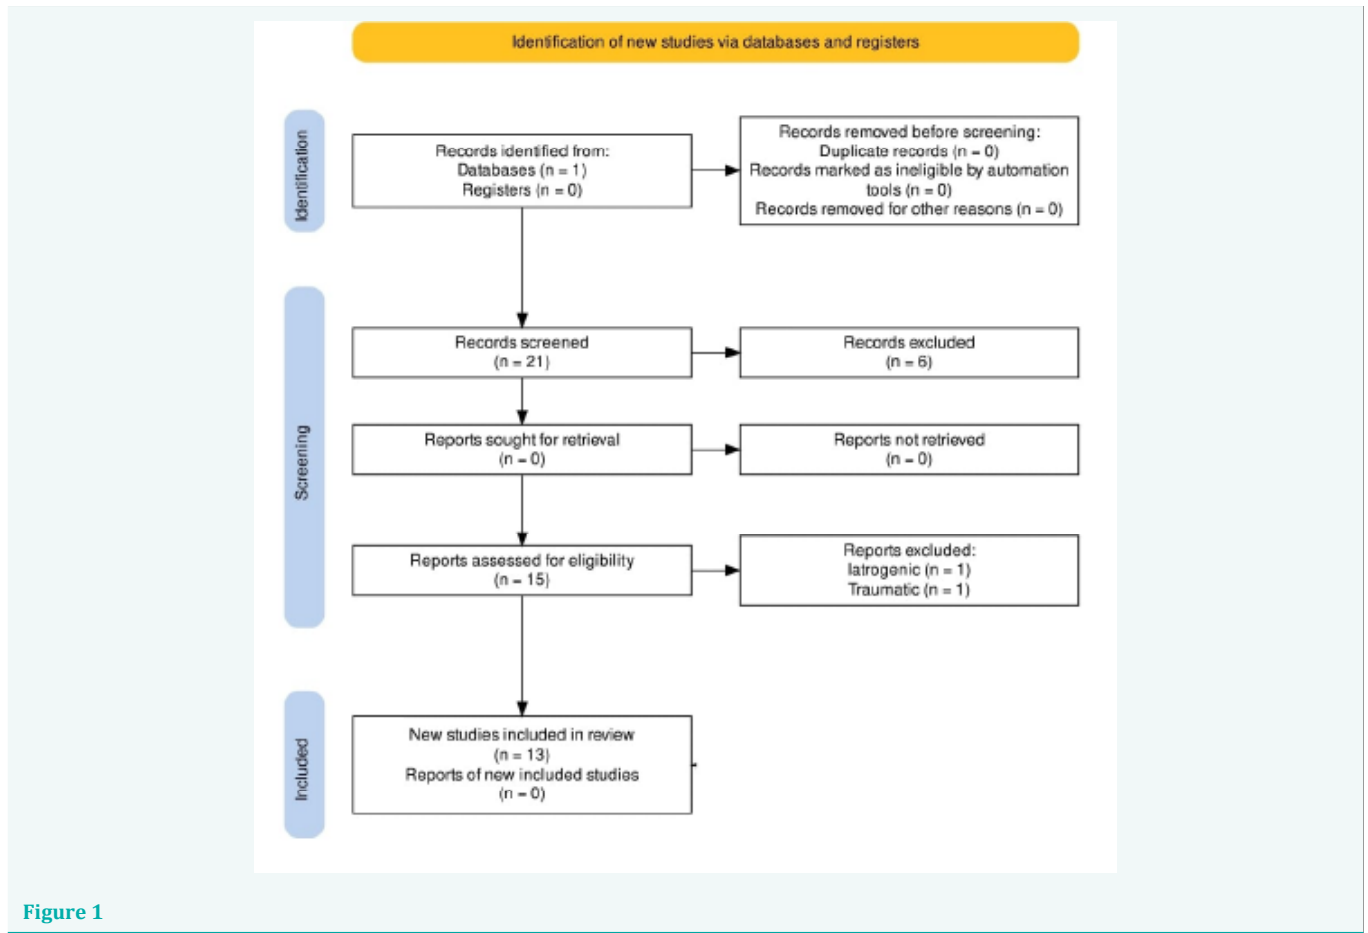 Identification of new studies via databases and registers
Identification
Records identified from:
Databases (n = 1)
Registers (n = 0)
Records removed before screening:
Duplicate records (n = 0)
Records marked as ineligible by automation
tools (n = 0)
Records removed for other reasons (n = 0)
Screening
Records screened
(n = 21)
Records excluded
(n = 6)
Reports sought for retrieval
(n = 0)
Reports not retrieved
(n = 0)
Reports assessed for eligibility
(n = 15)
Reports excluded:
Iatrogenic (n = 1)
Traumatic (n = 1)
Included
New studies included in review
(n = 13)
Reports of new included studies
(n = 0)
Figure 1